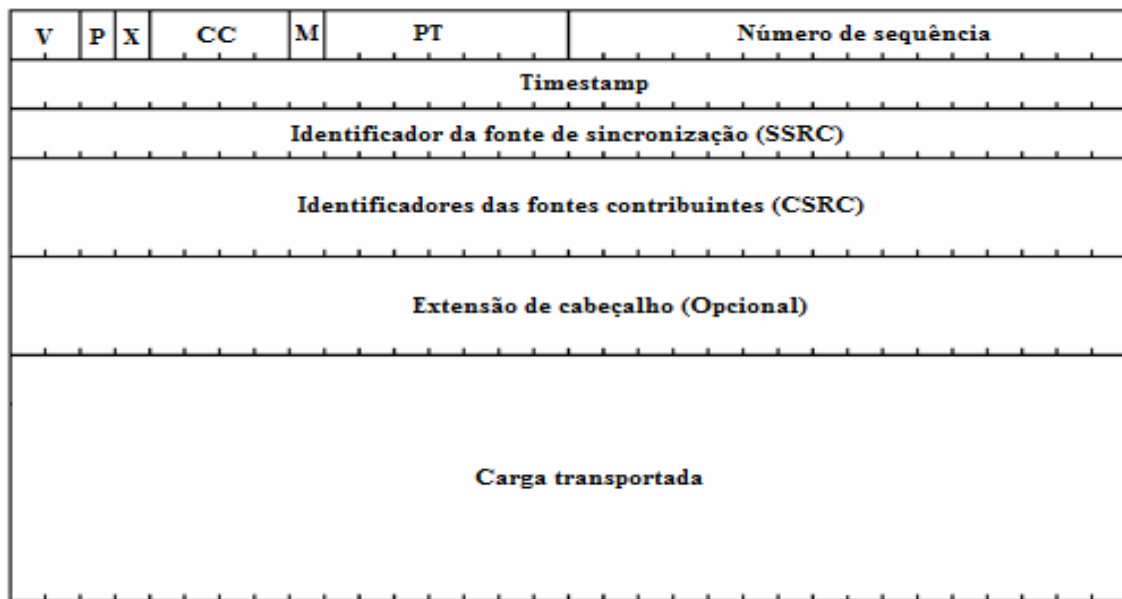 V P X CC M PT Número de sequência
Timestamp
Identificador da fonte de sincronização (SSRC)
Identificadores das fontes contribuintes (CSRC)
Extensão de cabeçalho (Opcional)
Carga transportada